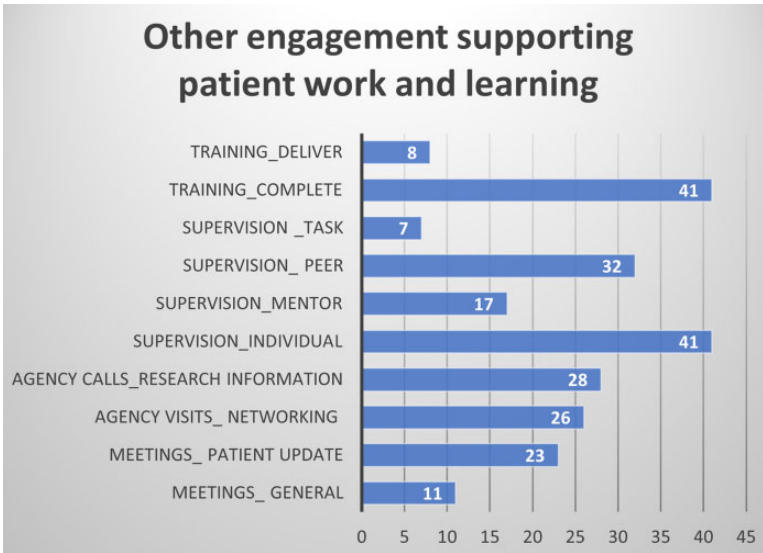 Other engagement supporting
patient work and learning
TRAINING_DELIVER 8
TRAINING_COMPLETE 41
SUPERVISION _TASK 7
SUPERVISION_ PEER 32
SUPERVISION_MENTOR 17
SUPERVISION_INDIVIDUAL 41
AGENCY CALLS_RESEARCH INFORMATION 28
AGENCY VISITS_ NETWORKING 26
MEETINGS_ PATIENT UPDATE 23
MEETINGS_ GENERAL 11
0 5 10 15 20 25 30 35 40 45